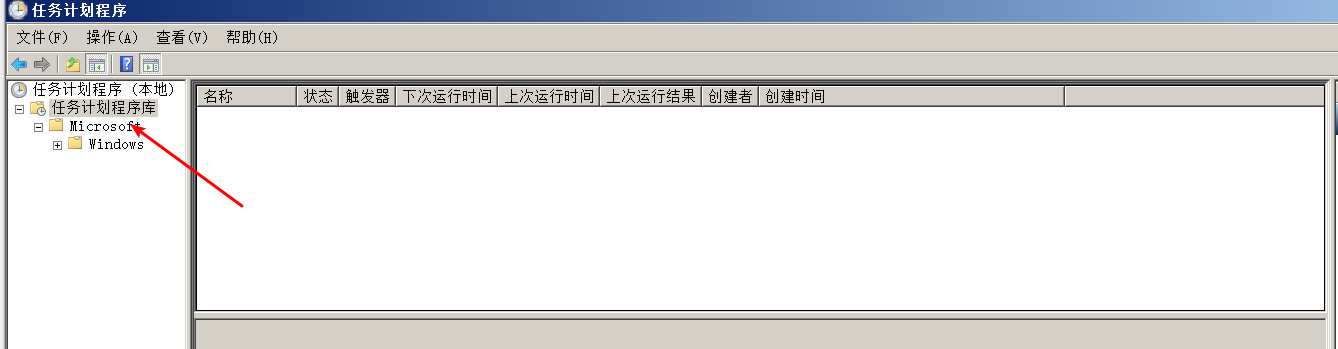 任务计划程序
文件(F) 操作(A) 查看(V) 帮助(H)
任务计划程序 (本地)
任务计划程序库
Microsoft
Windows
名称 状态 触发器 下次运行时间 上次运行时间 上次运行结果 创建者 创建时间